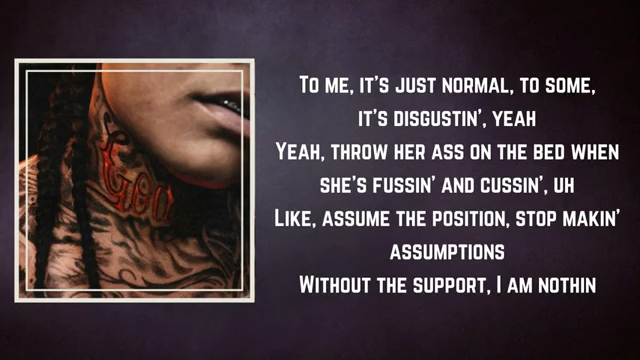 God
To me, it's just normal, to some,
it's disgustin', yeah
Yeah, throw her ass on the bed when
she's fussin' and cussin', uh
Like, assume the position, stop makin'
assumptions
Without the support, I am nothin